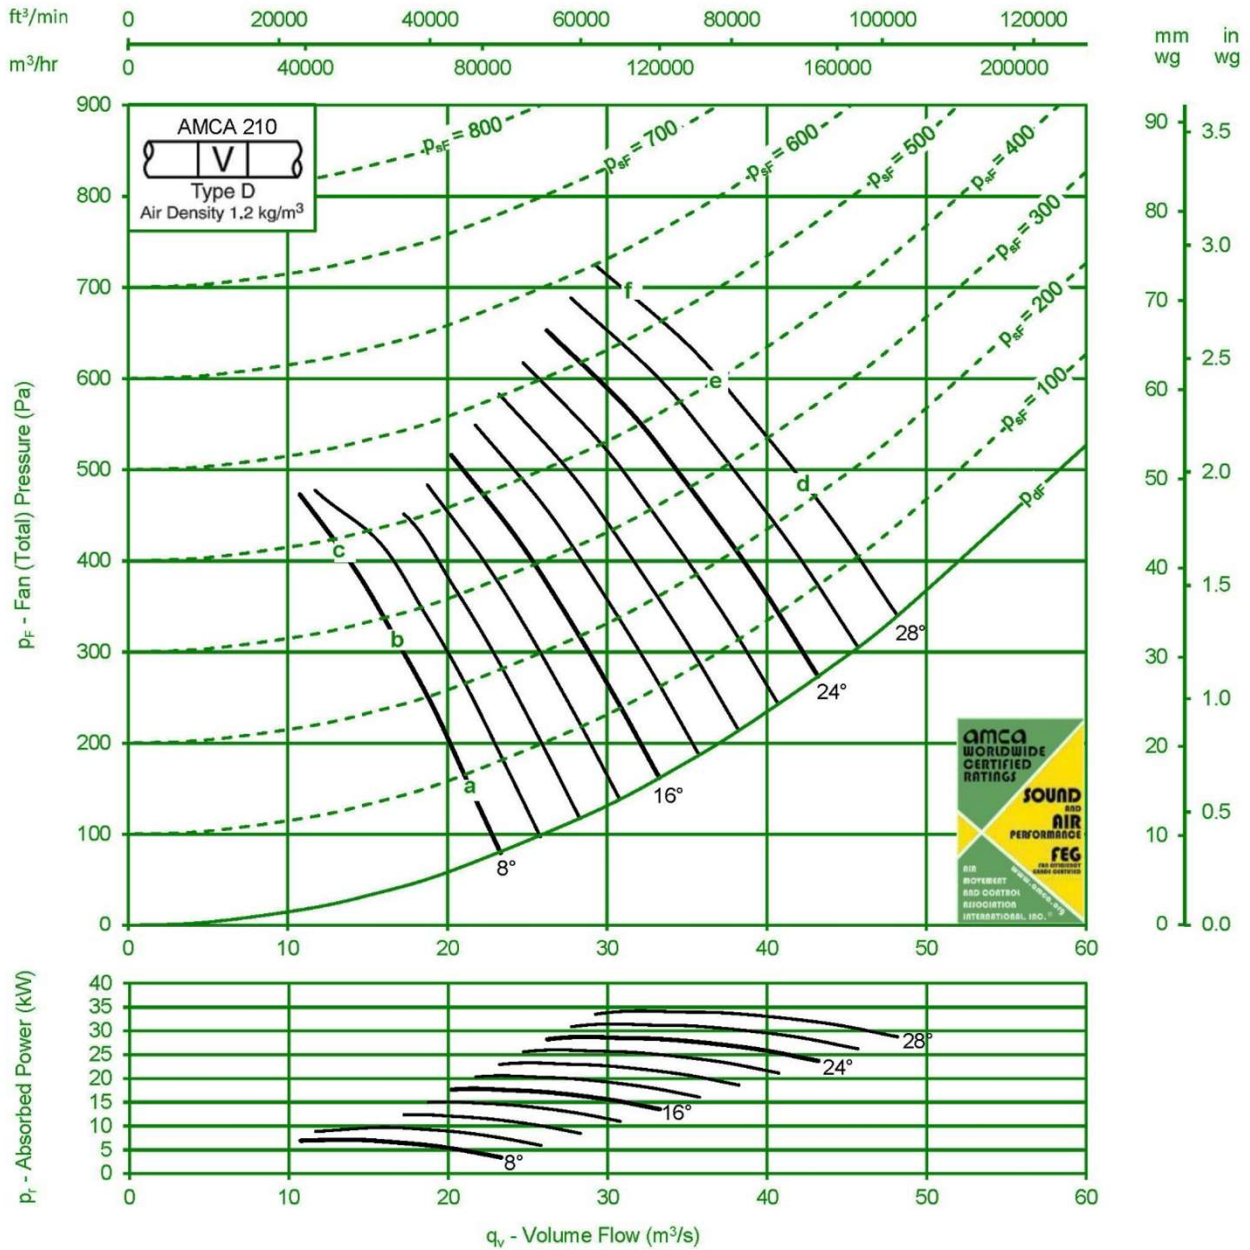 ft³/min 0 20000 40000 60000 80000 100000 120000
m³/hr 0 40000 80000 120000 160000 200000
mm wg
in wg
AMCA 210
V
Type D
Air Density 1.2 kg/m³
pF - Fan (Total) Pressure (Pa)
900
800
700
600
500
400
300
200
100
0
psF = 800
psF = 700
psF = 600
psF = 500
psF = 400
psF = 300
psF = 200
psF = 100
pdF
f
e
d
c
b
a
28°
24°
16°
8°
90
80
70
60
50
40
30
20
10
0
3.5
3.0
2.5
2.0
1.5
1.0
0.5
0.0
amca
WORLDWIDE
CERTIFIED
RATINGS
SOUND
AND
AIR
PERFORMANCE
FEG
FAN EFFICIENCY
GRADE CERTIFIED
AIR
MOVEMENT
AND CONTROL
ASSOCIATION
INTERNATIONAL, INC.®
www.amca.org
0 10 20 30 40 50 60
pr - Absorbed Power (kW)
40
35
30
25
20
15
10
5
0
28°
24°
16°
8°
0 10 20 30 40 50 60
qv - Volume Flow (m³/s)